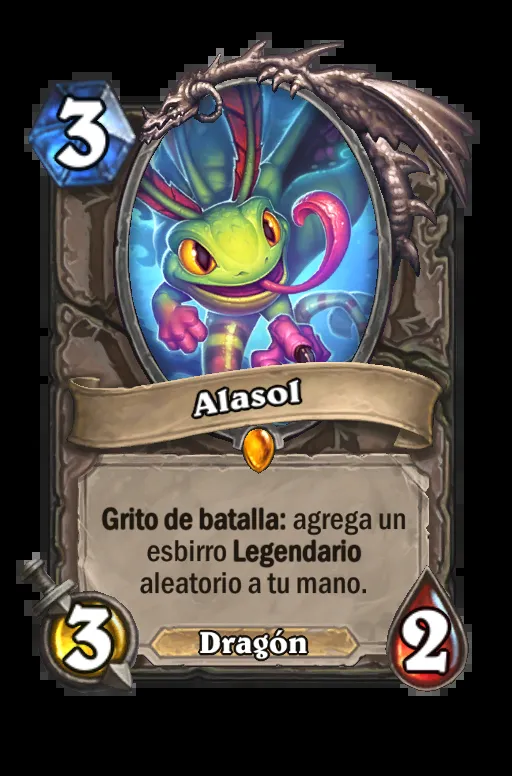 3
Alasol
Grito de batalla: agrega un
esbirro Legendario
aleatorio a tu mano.
3
Dragón
2